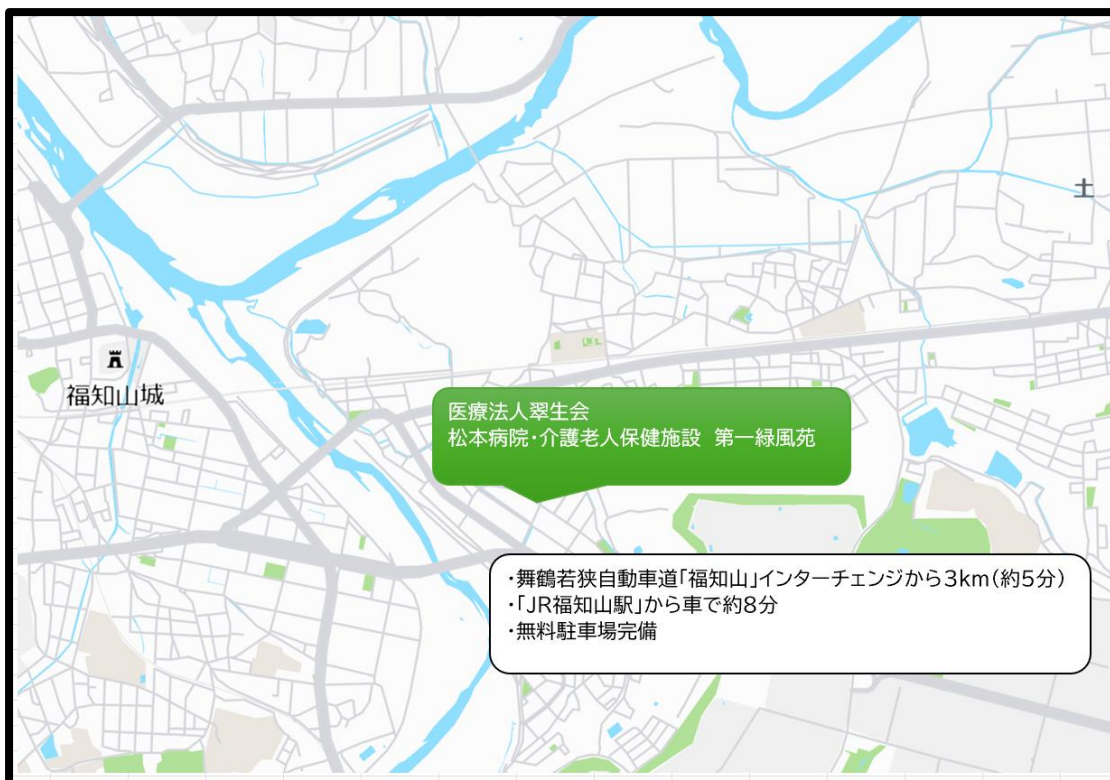 土
福知山城
医療法人翠生会
松本病院・介護老人保健施設 第一緑風苑
・舞鶴若狭自動車道「福知山」インターチェンジから3km(約5分)
・「JR福知山駅」から車で約8分
・無料駐車場完備